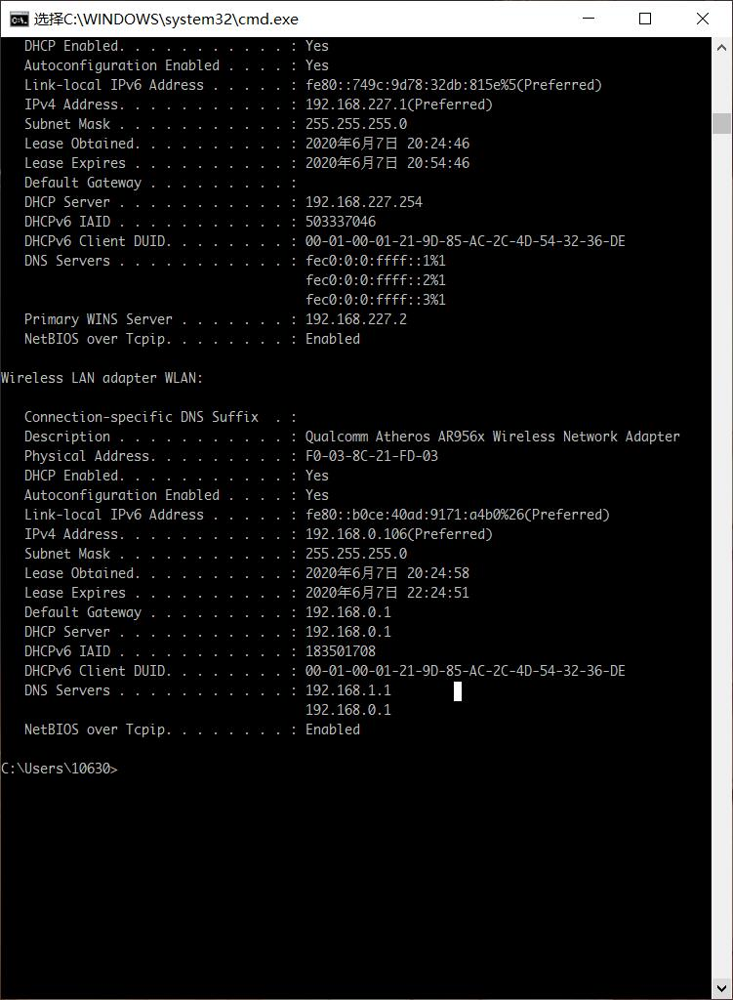 选择C:\WINDOWS\system32\cmd.exe
DHCP Enabled. . . . . . . . . . . : Yes
Autoconfiguration Enabled . . . . : Yes
Link-local IPv6 Address . . . . . : fe80::749c:9d78:32db:815e%5(Preferred)
IPv4 Address. . . . . . . . . . . : 192.168.227.1(Preferred)
Subnet Mask . . . . . . . . . . . : 255.255.255.0
Lease Obtained. . . . . . . . . . : 2020年6月7日 20:24:46
Lease Expires . . . . . . . . . . : 2020年6月7日 20:54:46
Default Gateway . . . . . . . . . :
DHCP Server . . . . . . . . . . . : 192.168.227.254
DHCPv6 IAID . . . . . . . . . . . : 503337046
DHCPv6 Client DUID. . . . . . . . : 00-01-00-01-21-9D-85-AC-2C-4D-54-32-36-DE
DNS Servers . . . . . . . . . . . : fec0:0:0:ffff::1%1
fec0:0:0:ffff::2%1
fec0:0:0:ffff::3%1
Primary WINS Server . . . . . . . : 192.168.227.2
NetBIOS over Tcpip. . . . . . . . : Enabled
Wireless LAN adapter WLAN:
Connection-specific DNS Suffix  . :
Description . . . . . . . . . . . : Qualcomm Atheros AR956x Wireless Network Adapter
Physical Address. . . . . . . . . : F0-03-8C-21-FD-03
DHCP Enabled. . . . . . . . . . . : Yes
Autoconfiguration Enabled . . . . : Yes
Link-local IPv6 Address . . . . . : fe80::b0ce:40ad:9171:a4b0%26(Preferred)
IPv4 Address. . . . . . . . . . . : 192.168.0.106(Preferred)
Subnet Mask . . . . . . . . . . . : 255.255.255.0
Lease Obtained. . . . . . . . . . : 2020年6月7日 20:24:58
Lease Expires . . . . . . . . . . : 2020年6月7日 22:24:51
Default Gateway . . . . . . . . . : 192.168.0.1
DHCP Server . . . . . . . . . . . : 192.168.0.1
DHCPv6 IAID . . . . . . . . . . . : 183501708
DHCPv6 Client DUID. . . . . . . . : 00-01-00-01-21-9D-85-AC-2C-4D-54-32-36-DE
DNS Servers . . . . . . . . . . . : 192.168.1.1
192.168.0.1
NetBIOS over Tcpip. . . . . . . . : Enabled
C:\Users\10630>